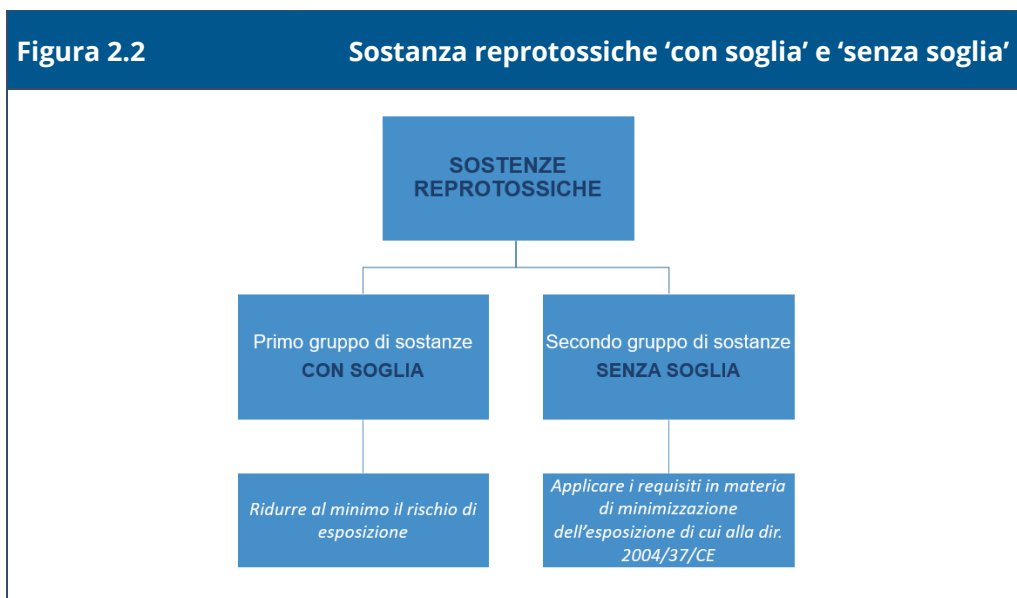 Figura 2.2 Sostanza reprotossiche ‘con soglia’ e ‘senza soglia’
SOSTENZE
REPROTOSSICHE
Primo gruppo di sostanze
CON SOGLIA
Secondo gruppo di sostanze
SENZA SOGLIA
Ridurre al minimo il rischio di
esposizione
Applicare i requisiti in materia
di minimizzazione
dell’esposizione di cui alla dir.
2004/37/CE